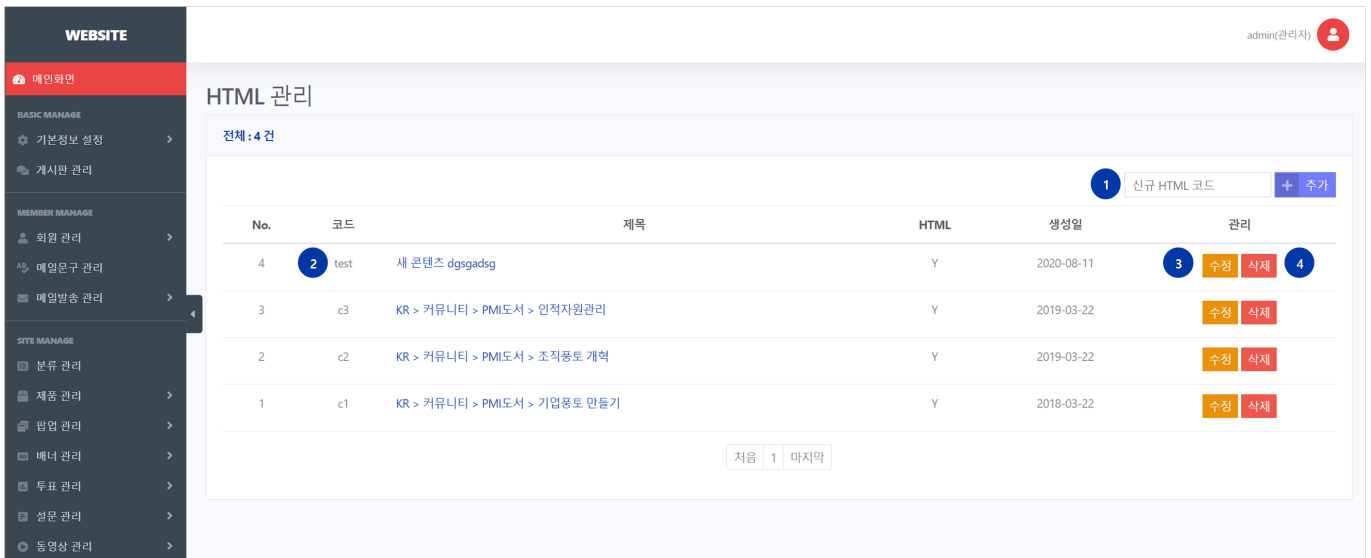 WEBSITE
admin(관리자)
메인화면
BASIC MANAGE
기본정보 설정
게시판 관리
MEMBER MANAGE
회원 관리
메일문구 관리
메일발송 관리
SITE MANAGE
분류 관리
제품 관리
팝업 관리
배너 관리
투표 관리
설문 관리
동영상 관리
HTML 관리
전체 : 4 건
1 신규 HTML 코드 + 추가
No. 코드 제목 HTML 생성일 관리
4 2 test 새 콘텐츠 dgsgadsg Y 2020-08-11 3 수정 삭제 4
3 c3 KR > 커뮤니티 > PMI도서 > 인적자원관리 Y 2019-03-22 수정 삭제
2 c2 KR > 커뮤니티 > PMI도서 > 조직풍토 개혁 Y 2019-03-22 수정 삭제
1 c1 KR > 커뮤니티 > PMI도서 > 기업풍토 만들기 Y 2018-03-22 수정 삭제
처음 1 마지막